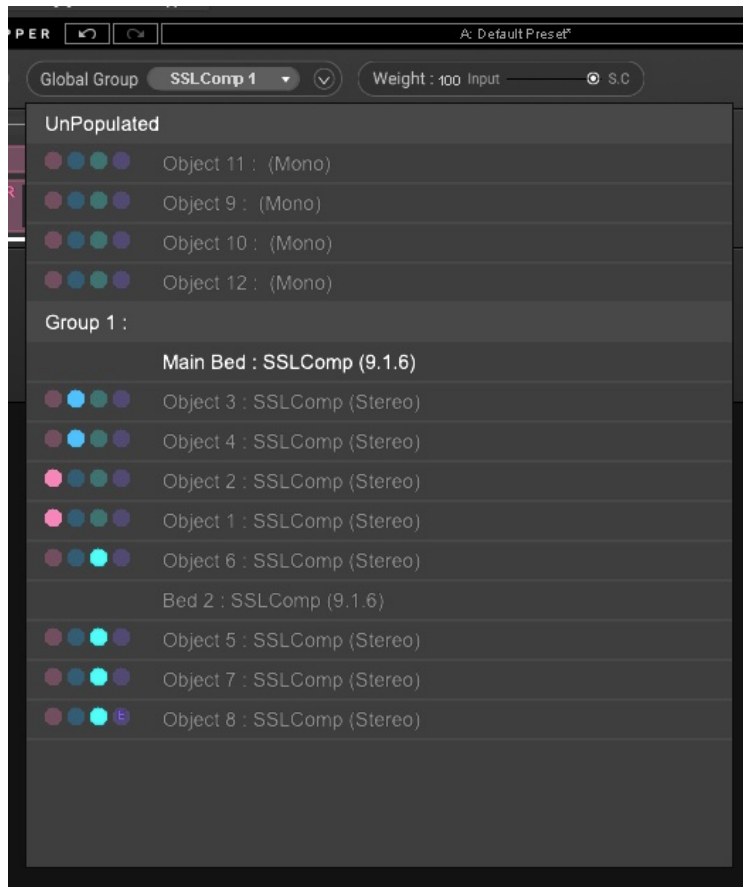 PPER A: Default Preset*
Global Group SSLComp 1 Weight : 100 Input S.C
UnPopulated
Object 11 : (Mono)
R
Object 9 : (Mono)
Object 10 : (Mono)
Object 12 : (Mono)
Group 1 :
Main Bed : SSLComp (9.1.6)
Object 3 : SSLComp (Stereo)
Object 4 : SSLComp (Stereo)
Object 2 : SSLComp (Stereo)
Object 1 : SSLComp (Stereo)
Object 6 : SSLComp (Stereo)
Bed 2 : SSLComp (9.1.6)
Object 5 : SSLComp (Stereo)
Object 7 : SSLComp (Stereo)
Object 8 : SSLComp (Stereo)